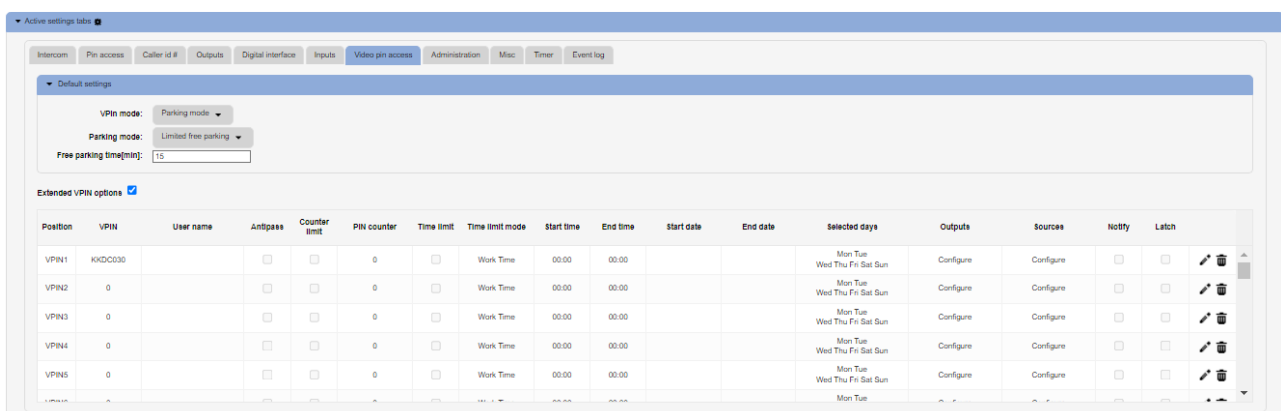 Active settings tabs
Intercom Pin access Caller id # Outputs Digital interface Inputs Video pin access Administration Misc Timer Event log
Default settings
VPin mode: Parking mode
Parking mode: Limited free parking
Free parking time[min]: 15
Extended VPIN options
Position VPIN User name Antipass Counter limit PIN counter Time limit Time limit mode Start time End time Start date End date Selected days Outputs Sources Notify Latch
VPIN1 KKDC030 0 Work Time 00:00 00:00 Mon Tue Wed Thu Fri Sat Sun Configure Configure
VPIN2 0 0 Work Time 00:00 00:00 Mon Tue Wed Thu Fri Sat Sun Configure Configure
VPIN3 0 0 Work Time 00:00 00:00 Mon Tue Wed Thu Fri Sat Sun Configure Configure
VPIN4 0 0 Work Time 00:00 00:00 Mon Tue Wed Thu Fri Sat Sun Configure Configure
VPIN5 0 0 Work Time 00:00 00:00 Mon Tue Wed Thu Fri Sat Sun Configure Configure
Mon Tue